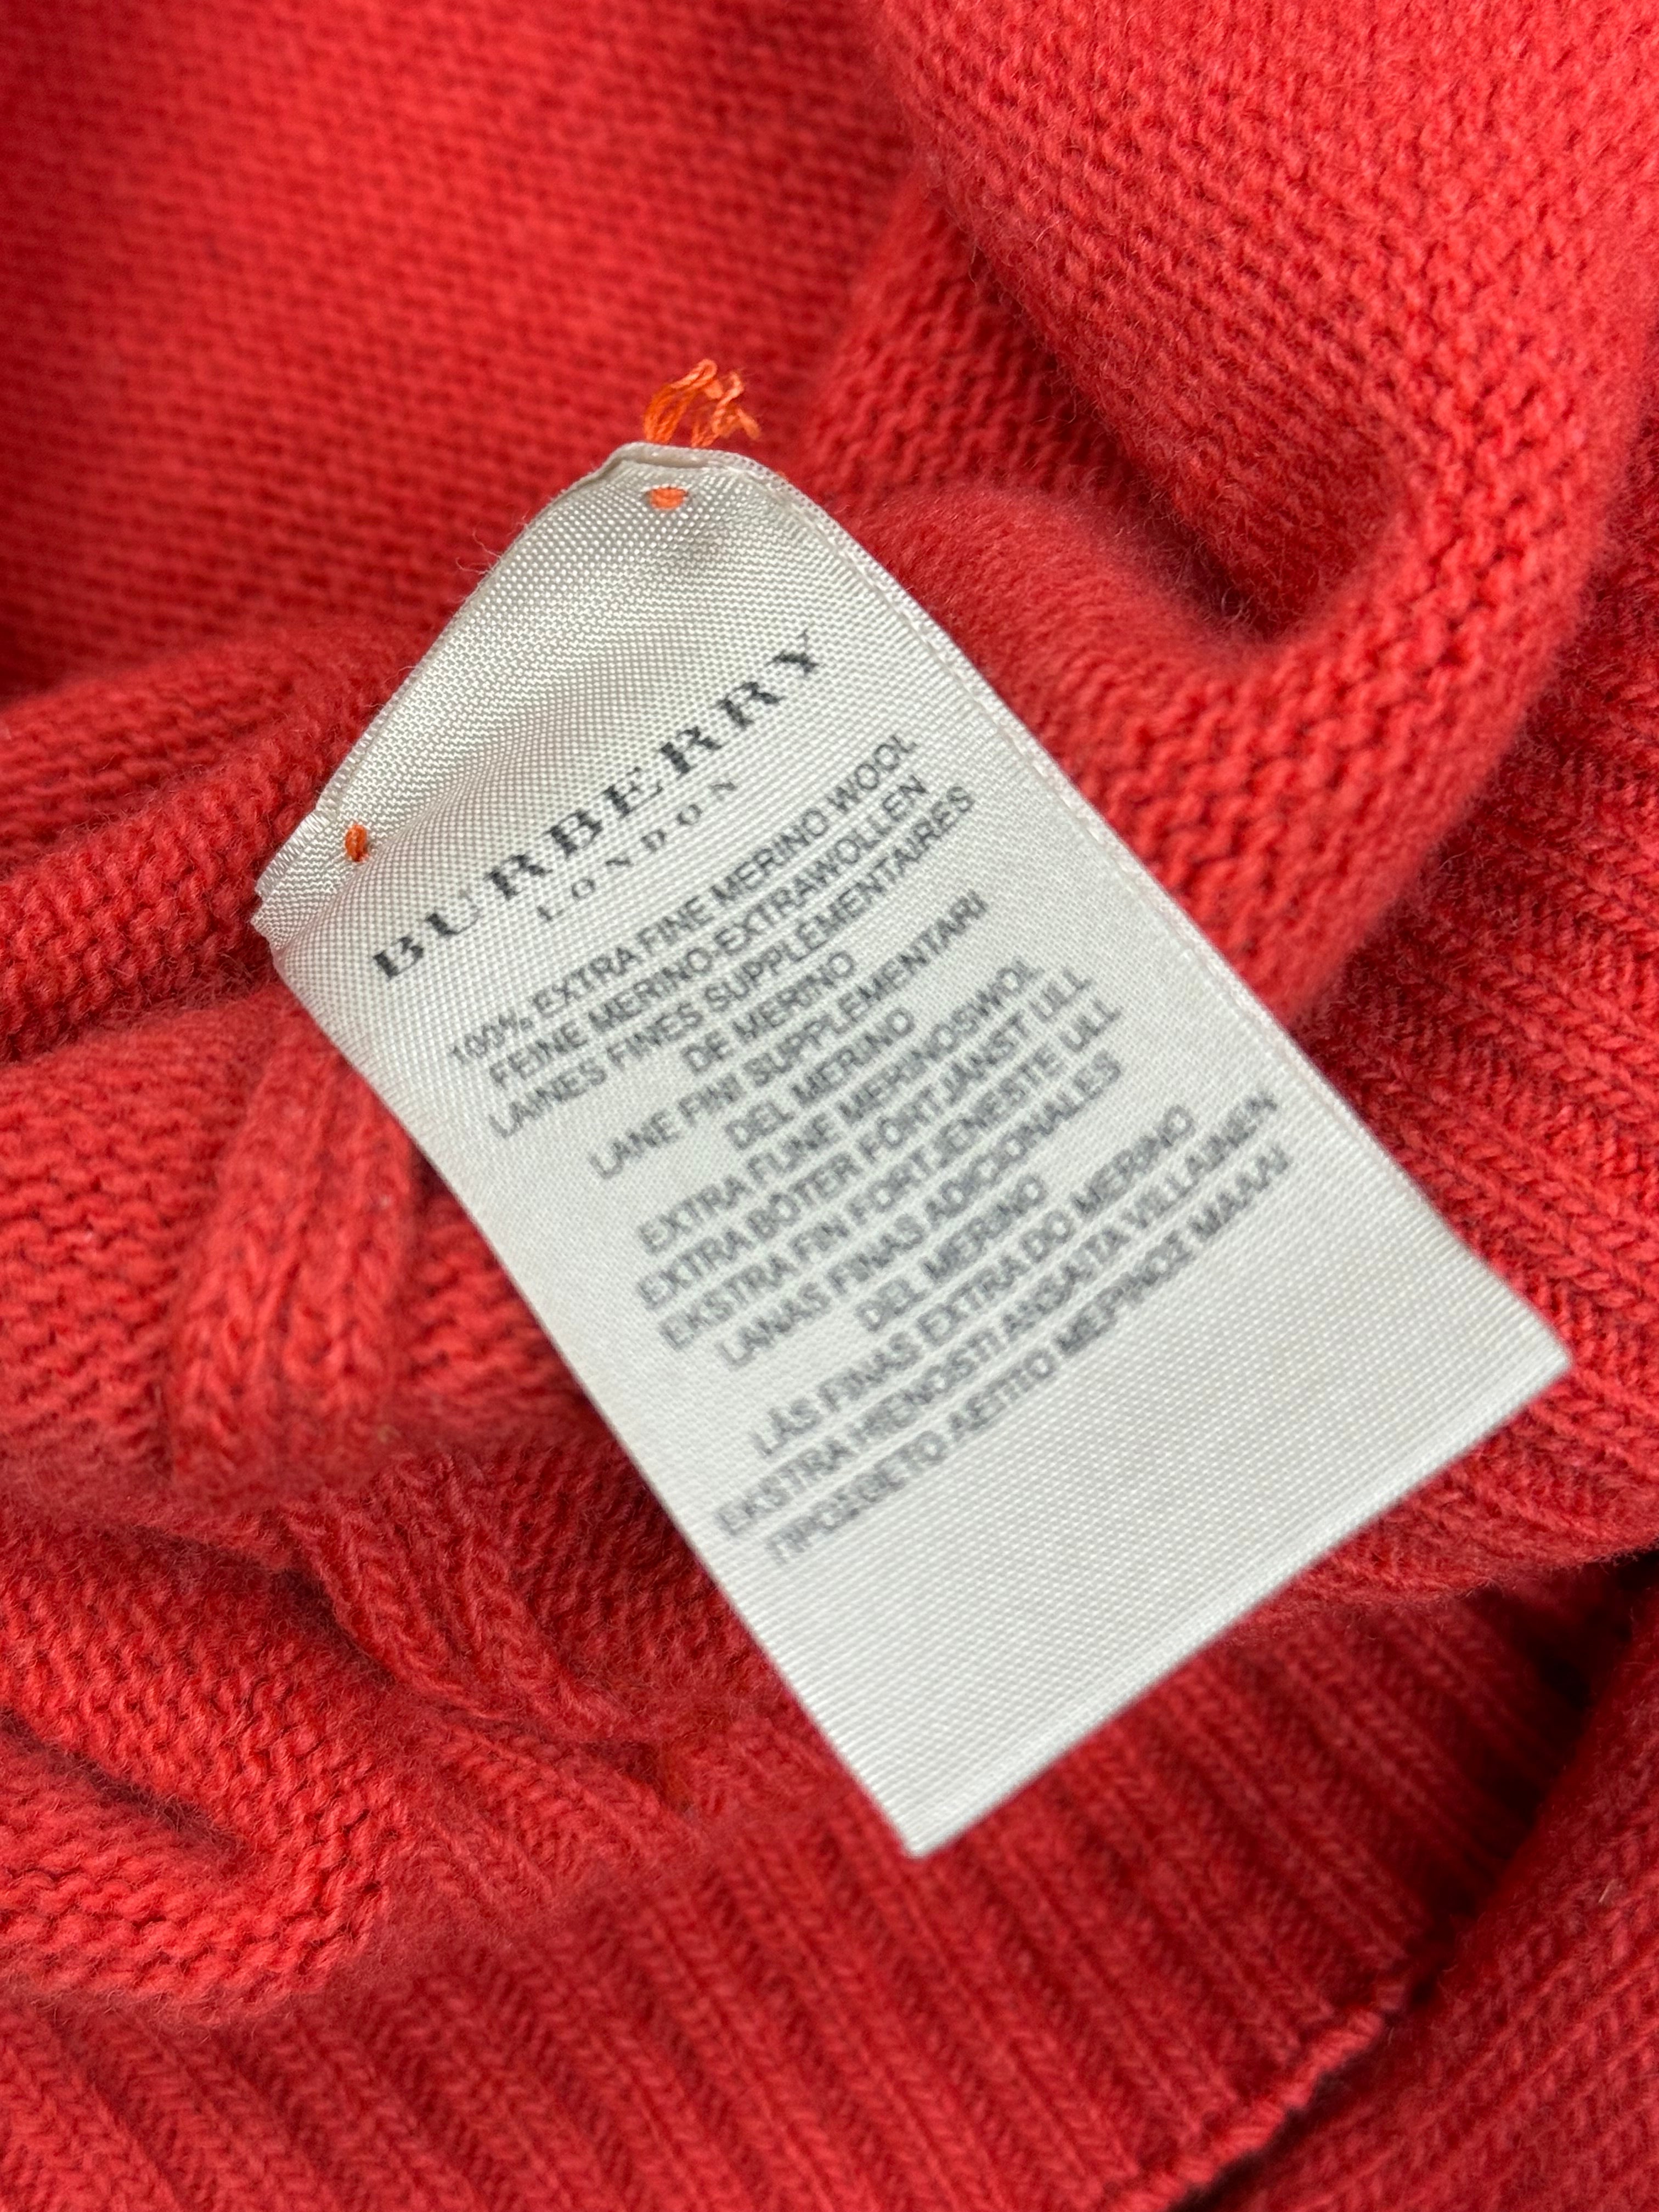 BURBERRY
LONDON
100% EXTRA FINE MERINO WOOL
FEINE MERINO-EXTRAWOLLEN
LAINES FINES SUPPLÉMENTAIRES
DE MERINO
LANE FINI SUPPLEMENTARI
DEL MERINO
EXTRA FIJNE MERINOSWOL
EXTRA BÖTER FÖRTJÄNST ULL
EKSTRA FIN FORTJENESTE ULL
LANAS FINAS ADICIONALES
DEL MERINO
LÁS FINAS EXTRA DO MERINO
EKSTRA HIENOSTI ANSAITA VILLAINEN
ΠΡΟΣΘΕΤΟ ΛΕΠΤΟ ΜΕΡΙΝΟΣ ΜΑΛΛΙ